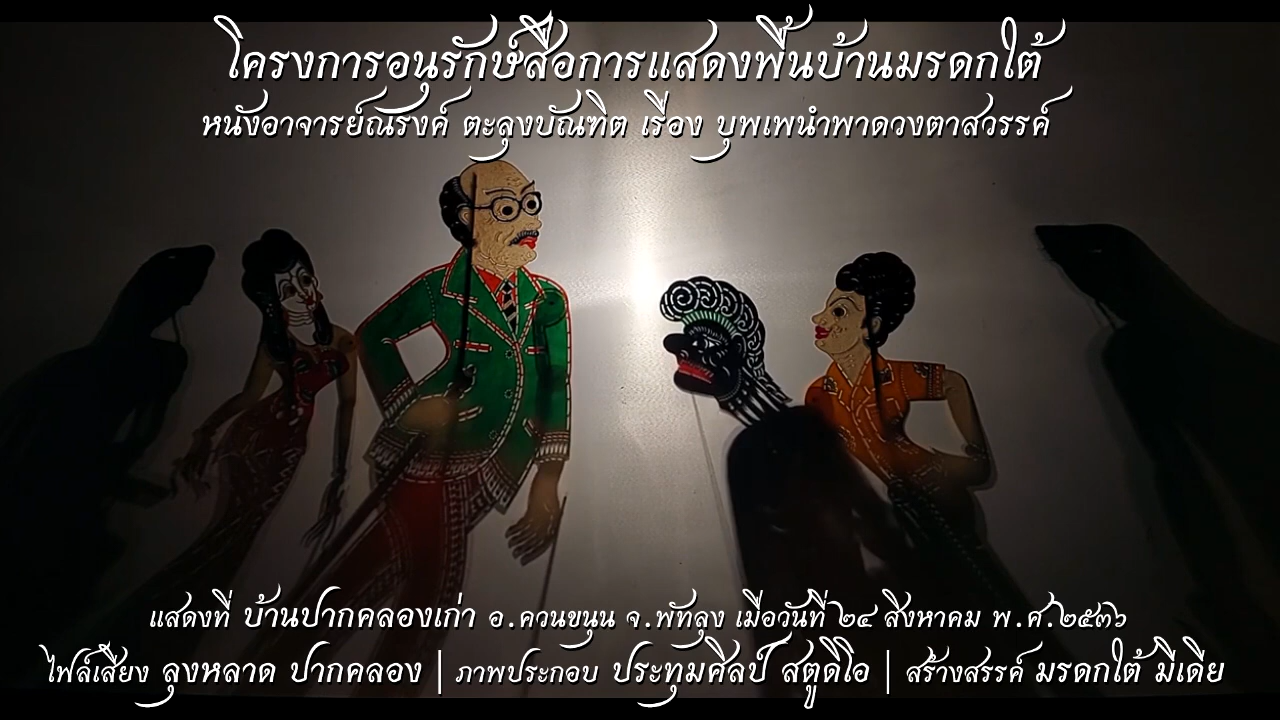 โครงการอนุรักษ์สื่อการแสดงพื้นบ้านมรดกใต้
หนังอาจารย์ณรงค์ ตะลุงบัณฑิต เรื่อง บุพเพนำพาดวงตาสวรรค์
แสดงที่ บ้านปากคลองเก่า อ.ควนขนุน จ.พัทลุง เมื่อวันที่ ๒๔ สิงหาคม พ.ศ.๒๕๓๖
ไฟล์เสียง ลุงหลาด ปากคลอง | ภาพประกอบ ประทุมศิลป์ สตูดิโอ | สร้างสรรค์ มรดกใต้ มีเดีย